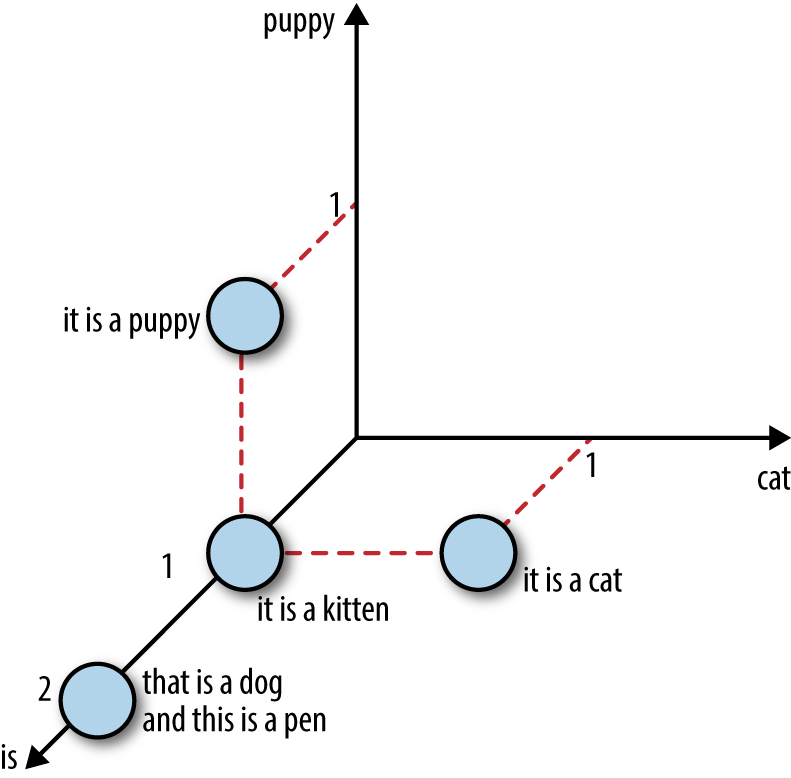 puppy
1
it is a puppy
1
cat
1
it is a cat
it is a kitten
2
that is a dog
and this is a pen
is